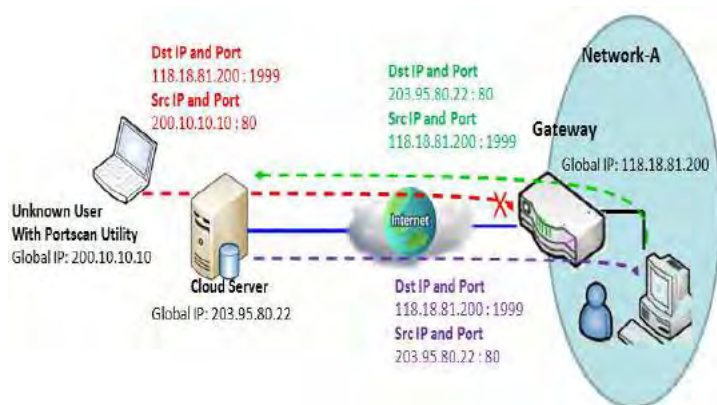 Dst IP and Port
118.18.81.200 : 1999
Src IP and Port
200.10.10.10 : 80
Dst IP and Port
203.95.80.22 : 80
Src IP and Port
118.18.81.200 : 1999
Network-A
Gateway
Global IP: 118.18.81.200
Unknown User
With Portscan Utility
Global IP: 200.10.10.10
Internet
Cloud Server
Global IP: 203.95.80.22
Dst IP and Port
118.18.81.200 : 1999
Src IP and Port
203.95.80.22 : 80